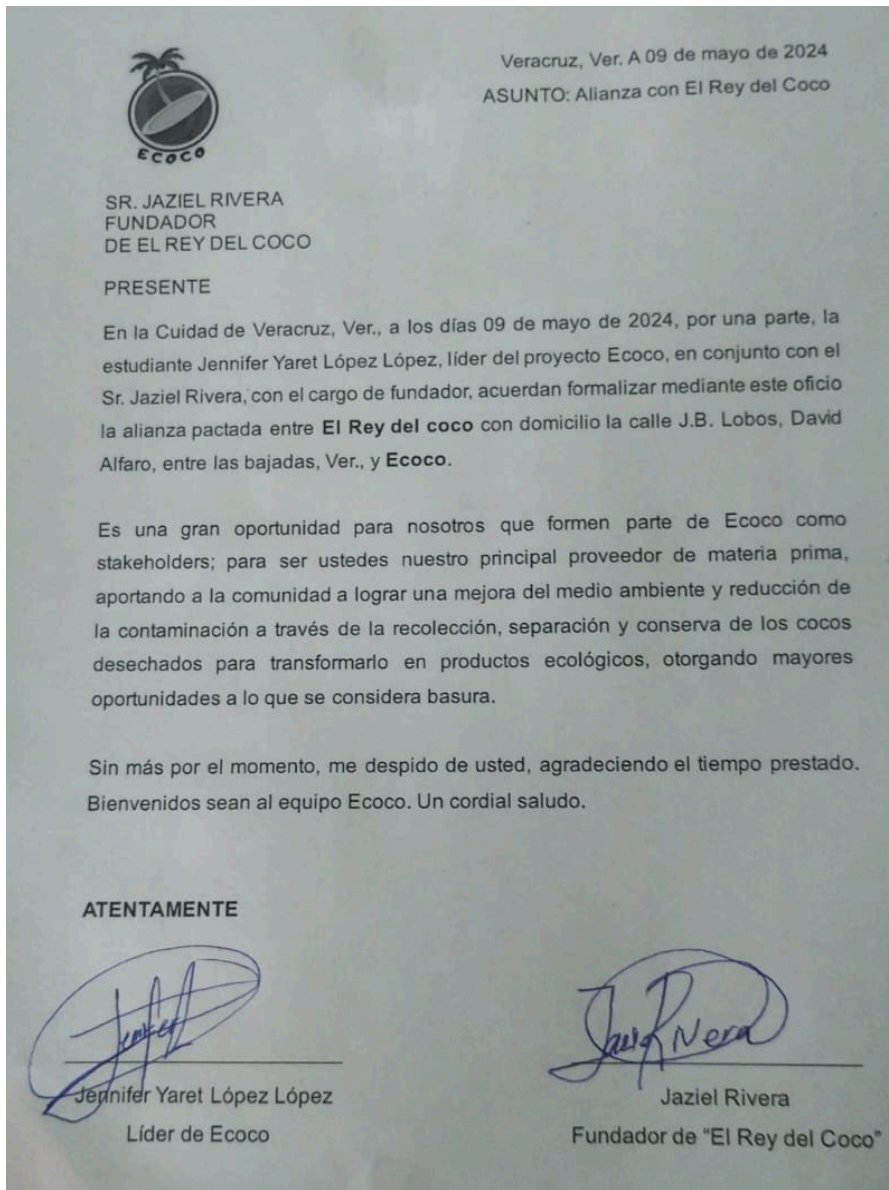 Veracruz, Ver. A 09 de mayo de 2024
ASUNTO: Alianza con El Rey del Coco
ECOCO
SR. JAZIEL RIVERA
FUNDADOR
DE EL REY DEL COCO
PRESENTE
En la Cuidad de Veracruz, Ver., a los días 09 de mayo de 2024, por una parte, la
estudiante Jennifer Yaret López López, líder del proyecto Ecoco, en conjunto con el
Sr. Jaziel Rivera, con el cargo de fundador, acuerdan formalizar mediante este oficio
la alianza pactada entre El Rey del coco con domicilio la calle J.B. Lobos, David
Alfaro, entre las bajadas, Ver., y Ecoco.
Es una gran oportunidad para nosotros que formen parte de Ecoco como
stakeholders; para ser ustedes nuestro principal proveedor de materia prima,
aportando a la comunidad a lograr una mejora del medio ambiente y reducción de
la contaminación a través de la recolección, separación y conserva de los cocos
desechados para transformarlo en productos ecológicos, otorgando mayores
oportunidades a lo que se considera basura.
Sin más por el momento, me despido de usted, agradeciendo el tiempo prestado.
Bienvenidos sean al equipo Ecoco. Un cordial saludo.
ATENTAMENTE
Rivera
Jennifer Yaret López López
Líder de Ecoco
Jaziel Rivera
Fundador de "El Rey del Coco"